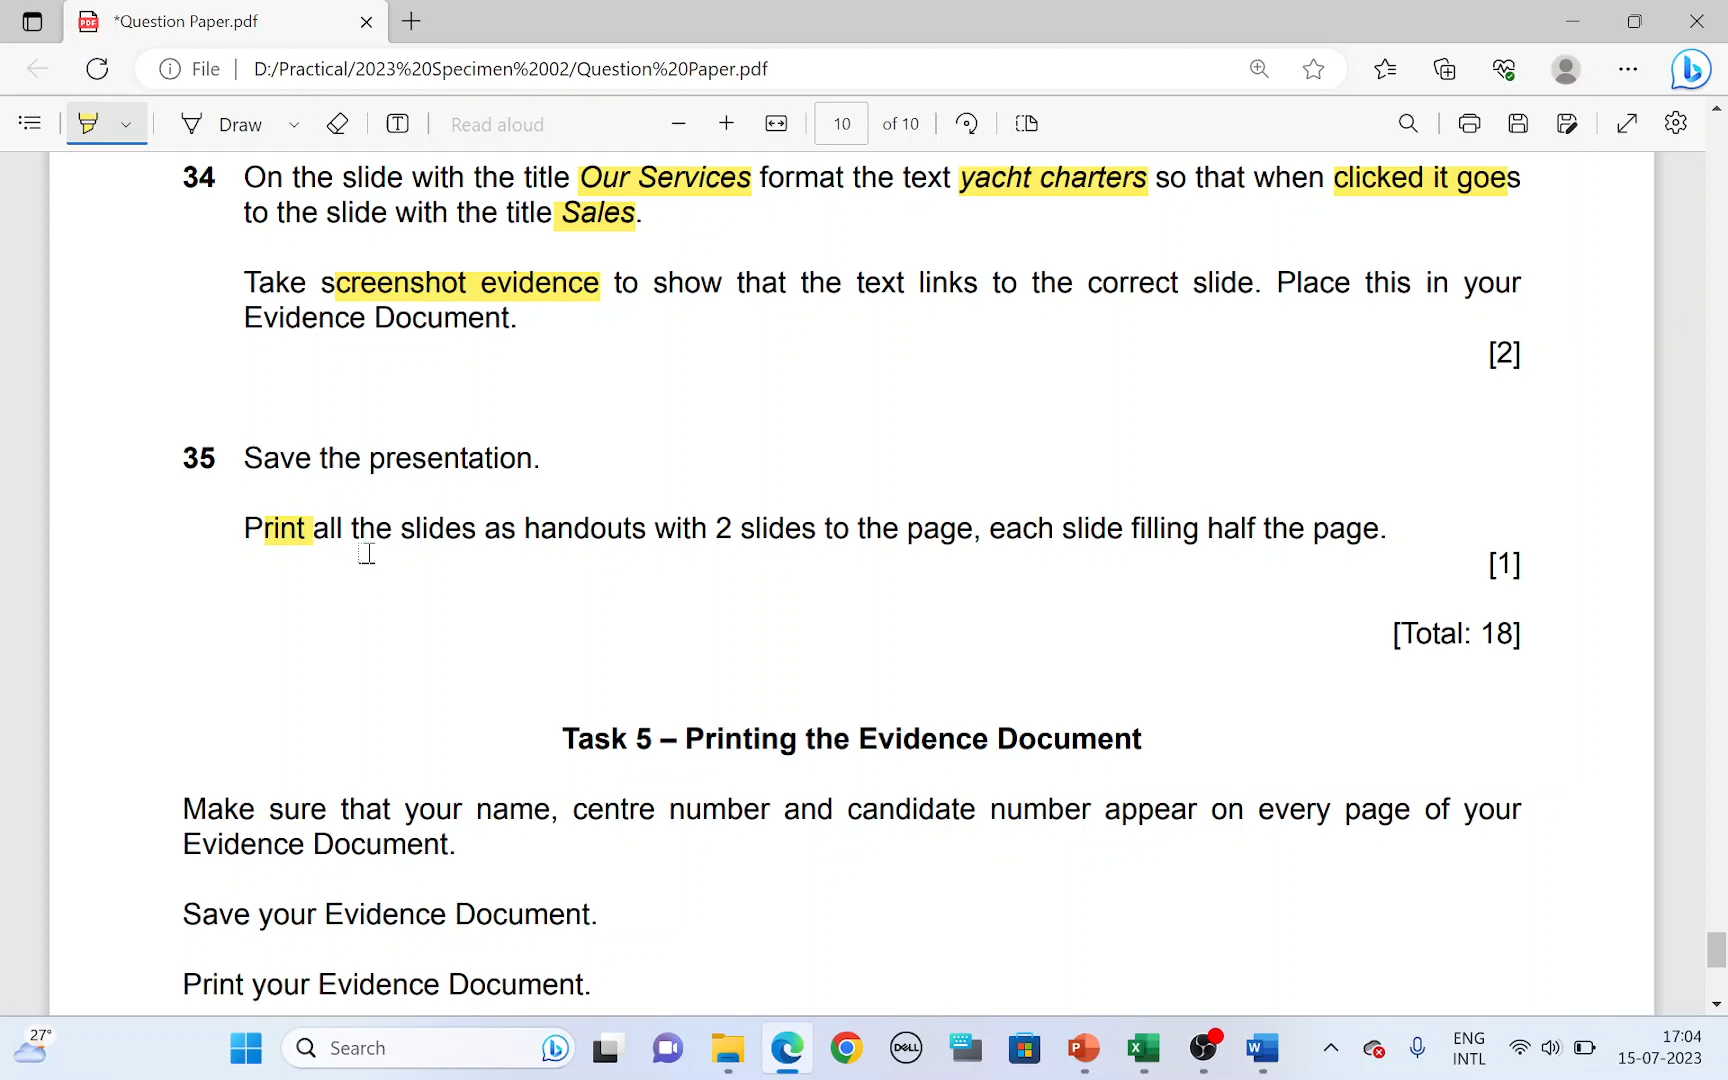 *Question Paper.pdf
File
D:/Practical/2023%20Specimen%2002/Question%20Paper.pdf
Draw
Read aloud
10
of 10
34 On the slide with the title Our Services format the text yacht charters so that when clicked it goes
to the slide with the title Sales.
Take screenshot evidence to show that the text links to the correct slide. Place this in your
Evidence Document.
[2]
35 Save the presentation.
Print all the slides as handouts with 2 slides to the page, each slide filling half the page.
[1]
[Total: 18]
Task 5 – Printing the Evidence Document
Make sure that your name, centre number and candidate number appear on every page of your
Evidence Document.
Save your Evidence Document.
Print your Evidence Document.
27°
Search
DELL
ENG
INTL
17:04
15-07-2023